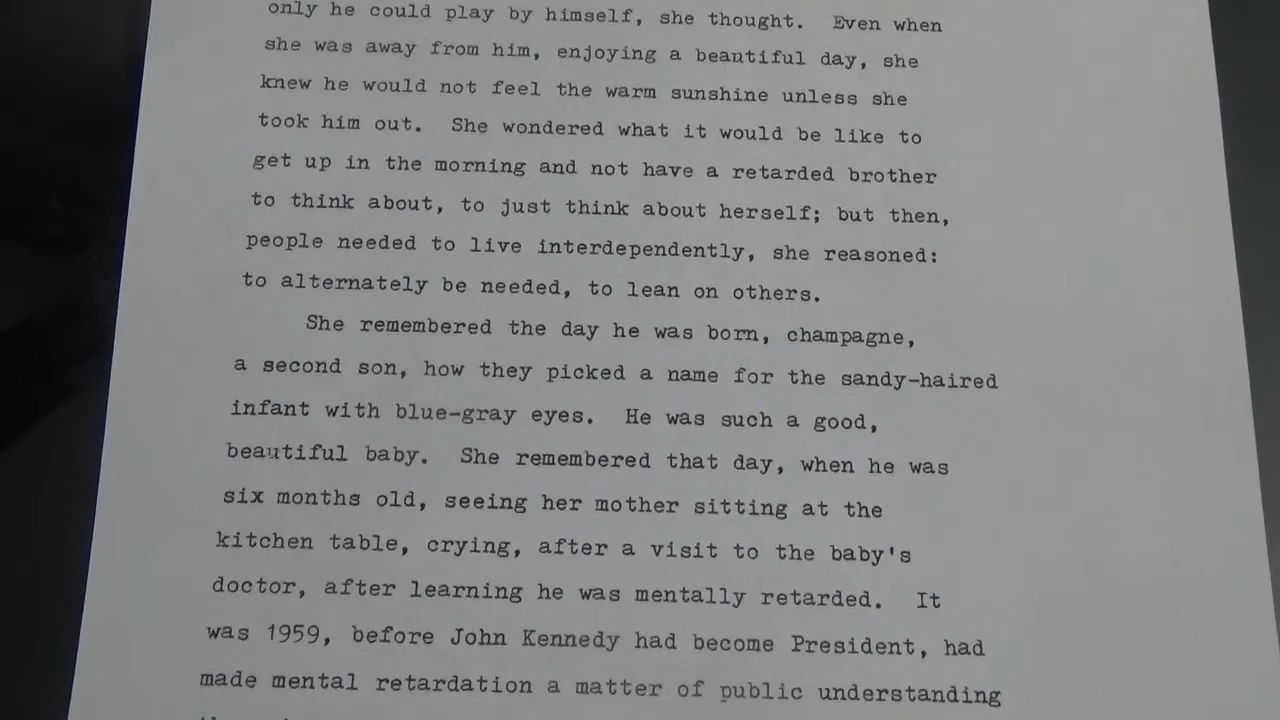 only he could play by himself, she thought.  Even when
she was away from him, enjoying a beautiful day, she
knew he would not feel the warm sunshine unless she
took him out.  She wondered what it would be like to
get up in the morning and not have a retarded brother
to think about, to just think about herself; but then,
people needed to live interdependently, she reasoned:
to alternately be needed, to lean on others.
She remembered the day he was born, champagne,
a second son, how they picked a name for the sandy-haired
infant with blue-gray eyes.  He was such a good,
beautiful baby.  She remembered that day, when he was
six months old, seeing her mother sitting at the
kitchen table, crying, after a visit to the baby's
doctor, after learning he was mentally retarded.  It
was 1959, before John Kennedy had become President, had
made mental retardation a matter of public understanding